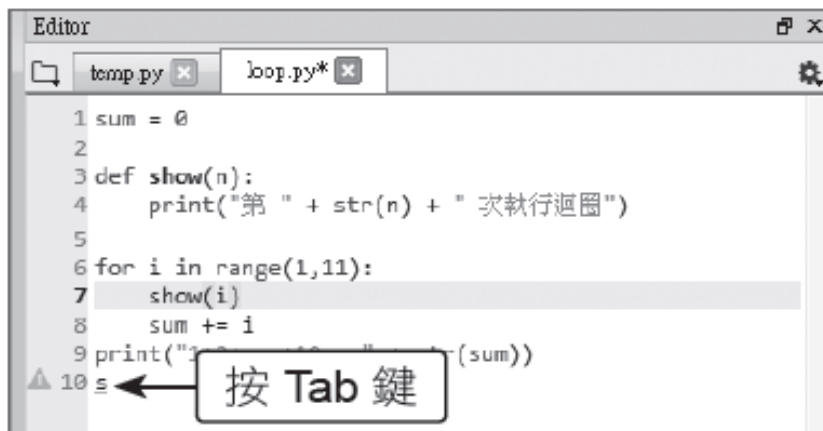 Editor
temp.py loop.py*
1 sum = 0
2
3 def show(n):
4 print("第 " + str(n) + " 次執行迴圈")
5
6 for i in range(1,11):
7 show(i)
8 sum += i
9 print("1 (sum))
10 s
按 Tab 鍵